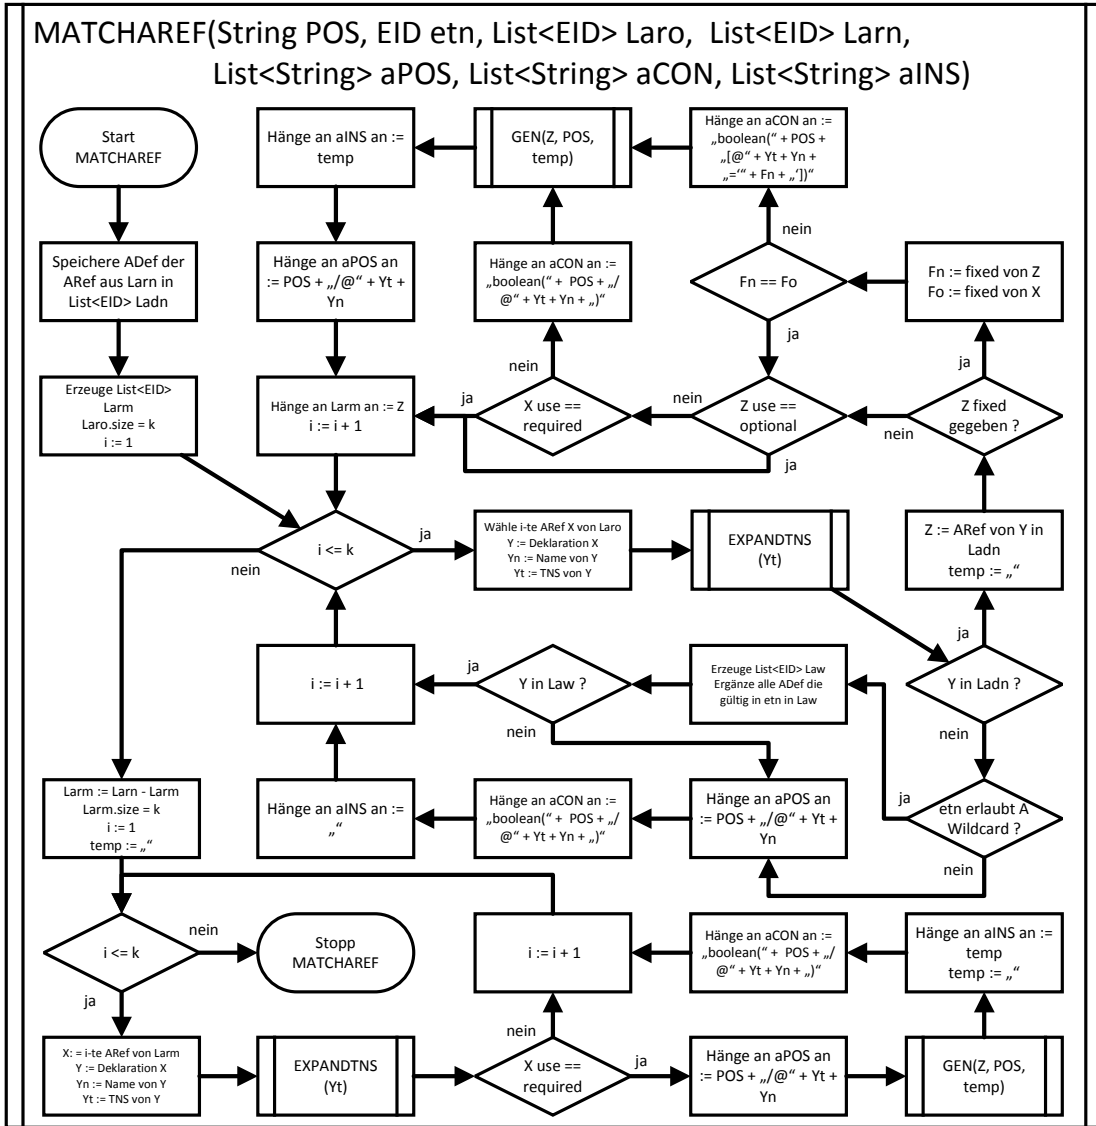 MATCHAREF(String POS, EID etn, List<EID> Laro,  List<EID> Larn,
List<String> aPOS, List<String> aCON, List<String> aINS)
Start
MATCHAREF
Hänge an aINS an :=
temp
GEN(Z, POS,
temp)
Hänge an aCON an :=
„boolean(“ + POS +
„[@“ + Yt + Yn +
„='“ + Fn + „'])“
nein
Speichere ADef der
ARef aus Larn in
List<EID> Ladn
Hänge an aPOS an
:= POS + „/@“ + Yt +
Yn
Hänge an aCON an :=
„boolean(“ +  POS + „/
@“ + Yt + Yn + „)“
Fn == Fo
Fn := fixed von Z
Fo := fixed von X
ja
nein
ja
Erzeuge List<EID>
Larm
Laro.size = k
i := 1
Hänge an Larm an := Z
i := i + 1
ja
X use ==
required
nein
Z use ==
optional
nein
Z fixed
gegeben ?
ja
i <= k
ja
nein
Wähle i-te ARef X von Laro
Y := Deklaration X
Yn := Name von Y
Yt := TNS von Y
EXPANDTNS
(Yt)
Z := ARef von Y in
Ladn
temp := „“
ja
i := i + 1
ja
Y in Law ?
nein
Erzeuge List<EID> Law
Ergänze alle ADef die
gültig in etn in Law
Y in Ladn ?
nein
Larm := Larn - Larm
Larm.size = k
i := 1
temp := „“
Hänge an aINS an :=
„“
Hänge an aCON an :=
„boolean(“ +  POS + „/
@“ + Yt + Yn + „)“
Hänge an aPOS an
:= POS + „/@“ + Yt +
Yn
ja
etn erlaubt A
Wildcard ?
nein
i <= k
nein
ja
Stopp
MATCHAREF
i := i + 1
Hänge an aCON an :=
„boolean(“ +  POS + „/
@“ + Yt + Yn + „)“
Hänge an aINS an :=
temp
temp := „“
nein
X: = i-te ARef von Larm
Y := Deklaration X
Yn := Name von Y
Yt := TNS von Y
EXPANDTNS
(Yt)
X use ==
required
ja
Hänge an aPOS an
:= POS + „/@“ + Yt +
Yn
GEN(Z, POS,
temp)